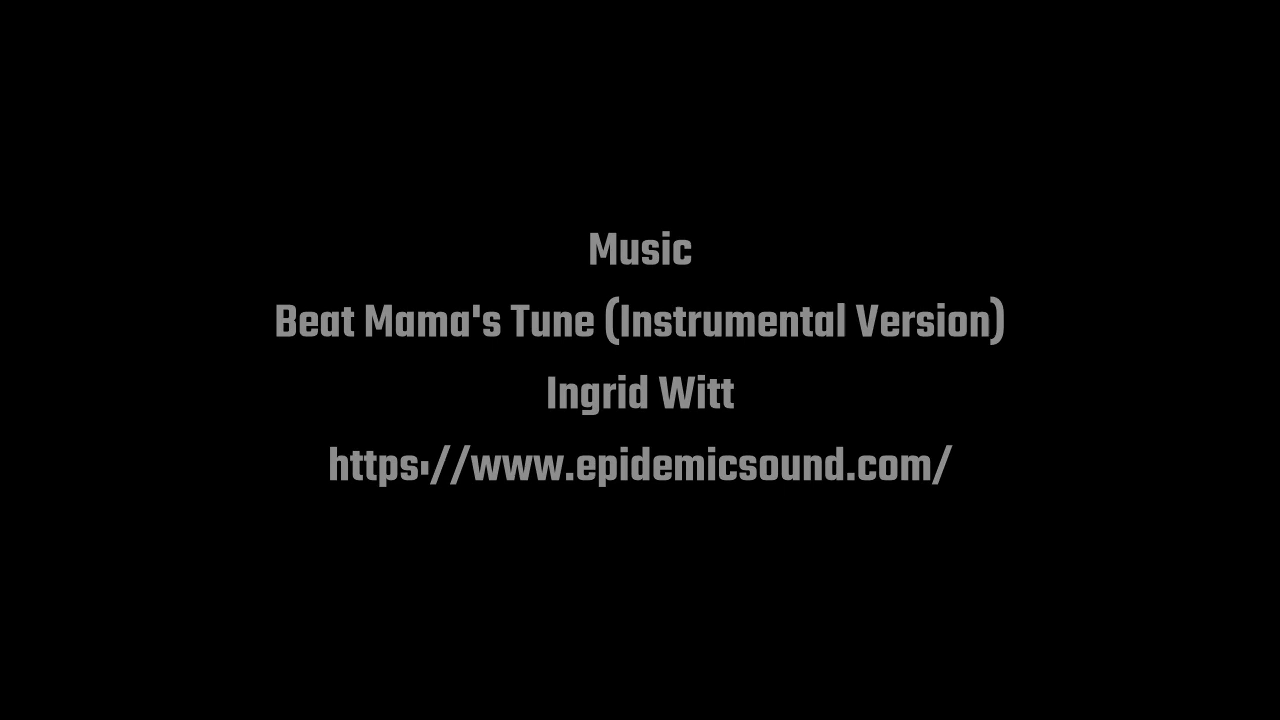 Music
Beat Mama's Tune (Instrumental Version)
Ingrid Witt
https://www.epidemicsound.com/